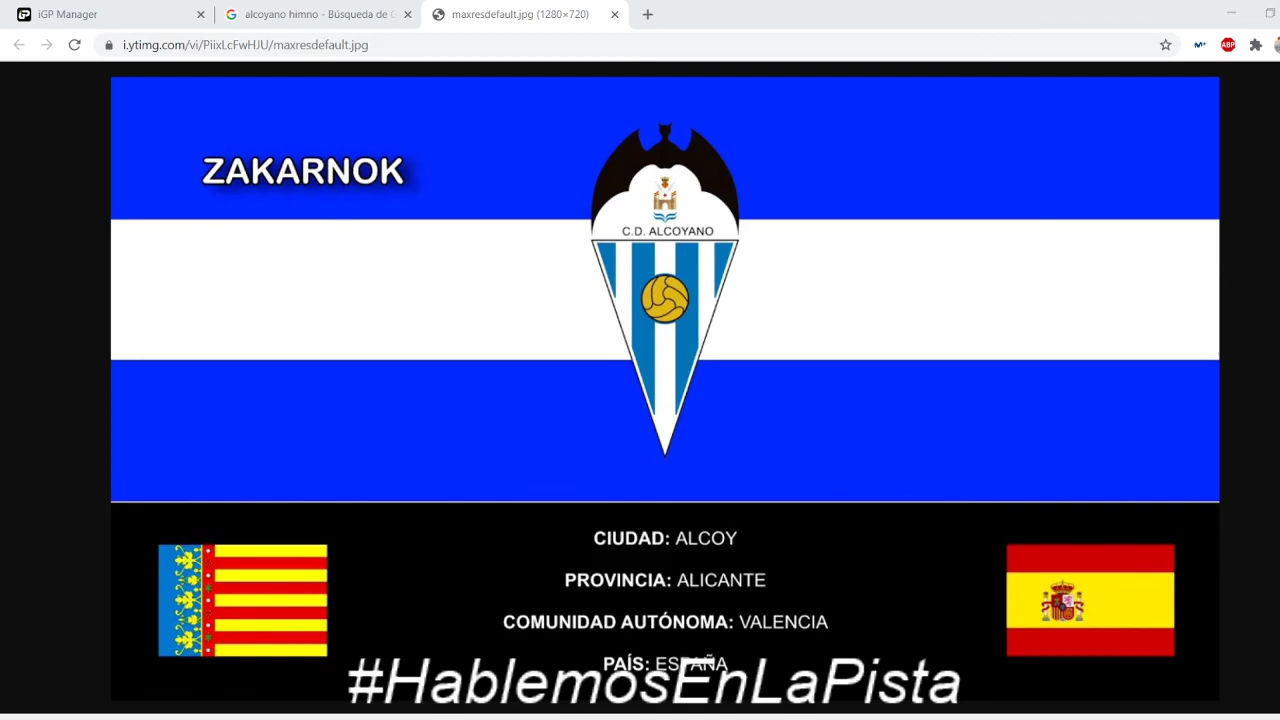 iGP Manager
alcoyano himno - Búsqueda de G
maxresdefault.jpg (1280×720)
i.ytimg.com/vi/PiixLcFwHJU/maxresdefault.jpg
ABP
ZAKARNOK
C.D. ALCOYANO
CIUDAD: ALCOY
PROVINCIA: ALICANTE
COMUNIDAD AUTÓNOMA: VALENCIA
PAÍS: ESPAÑA
#HablemosEnLaPista